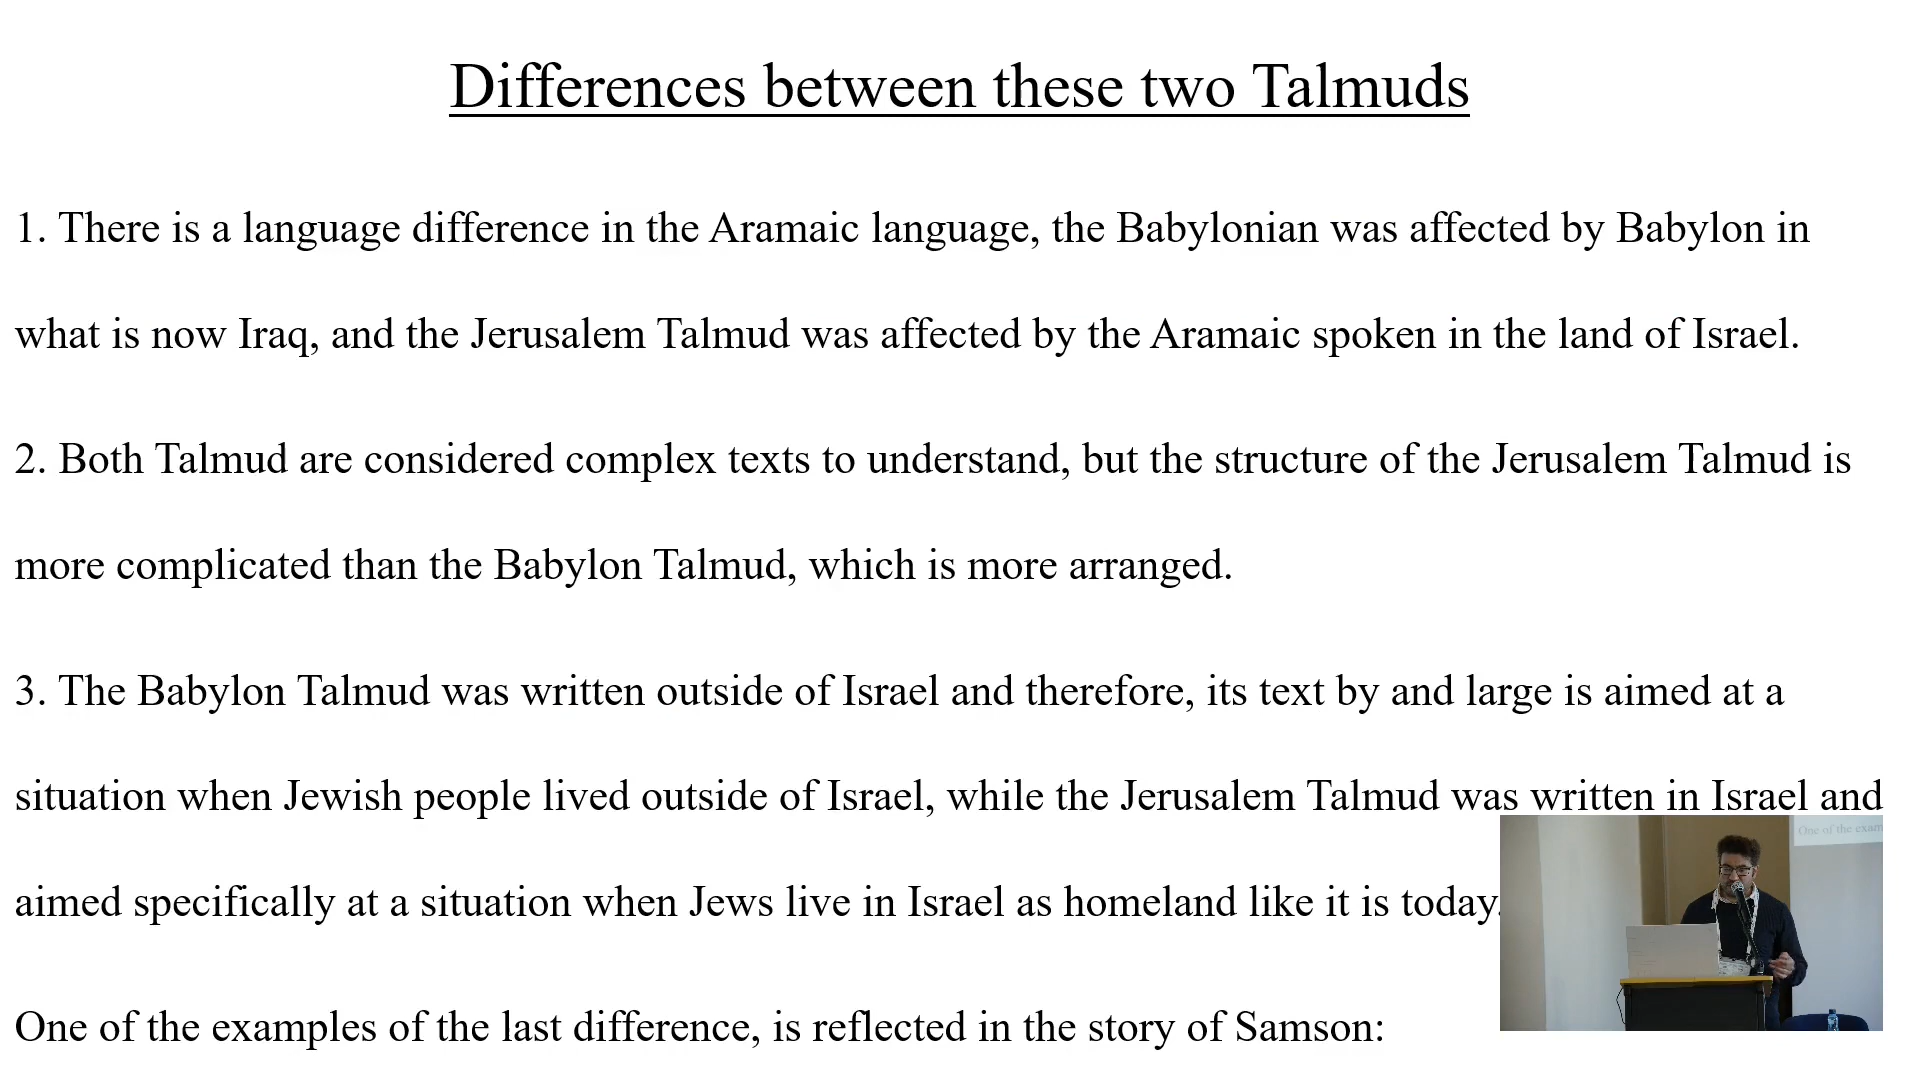 Differences between these two Talmuds
1. There is a language difference in the Aramaic language, the Babylonian was affected by Babylon in
what is now Iraq, and the Jerusalem Talmud was affected by the Aramaic spoken in the land of Israel.
2. Both Talmud are considered complex texts to understand, but the structure of the Jerusalem Talmud is
more complicated than the Babylon Talmud, which is more arranged.
3. The Babylon Talmud was written outside of Israel and therefore, its text by and large is aimed at a
situation when Jewish people lived outside of Israel, while the Jerusalem Talmud was written in Israel and
One of the exam
aimed specifically at a situation when Jews live in Israel as homeland like it is today.
One of the examples of the last difference, is reflected in the story of Samson: